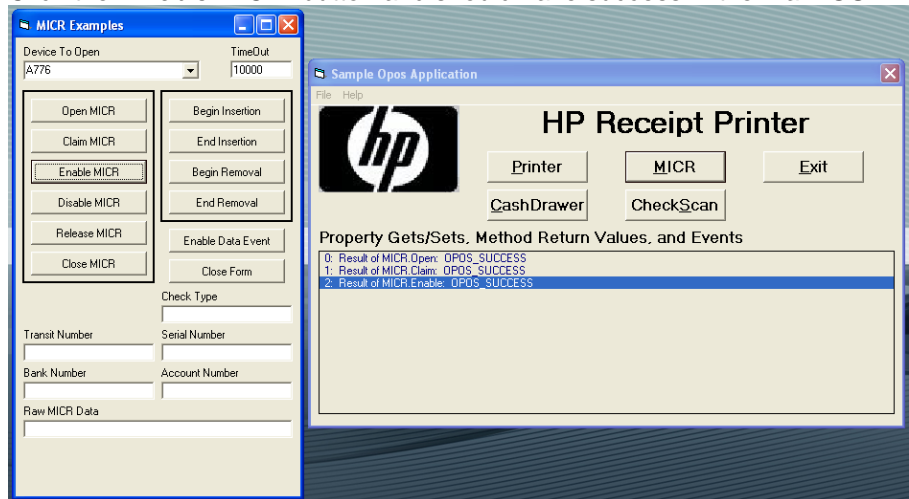 MICR Examples
Device To Open
TimeOut
A776
10000
Open MICR
Begin Insertion
Claim MICR
End Insertion
Enable MICR
Begin Removal
Disable MICR
End Removal
Release MICR
Enable Data Event
Close MICR
Close Form
Check Type
Transit Number
Serial Number
Bank Number
Account Number
Raw MICR Data
Sample Opos Application
File Help
hp
HP Receipt Printer
Printer
MICR
Exit
CashDrawer
CheckScan
Property Gets/Sets, Method Return Values, and Events
0: Result of MICR.Open: OPOS_SUCCESS
1: Result of MICR.Claim: OPOS_SUCCESS
2: Result of MICR.Enable: OPOS_SUCCESS